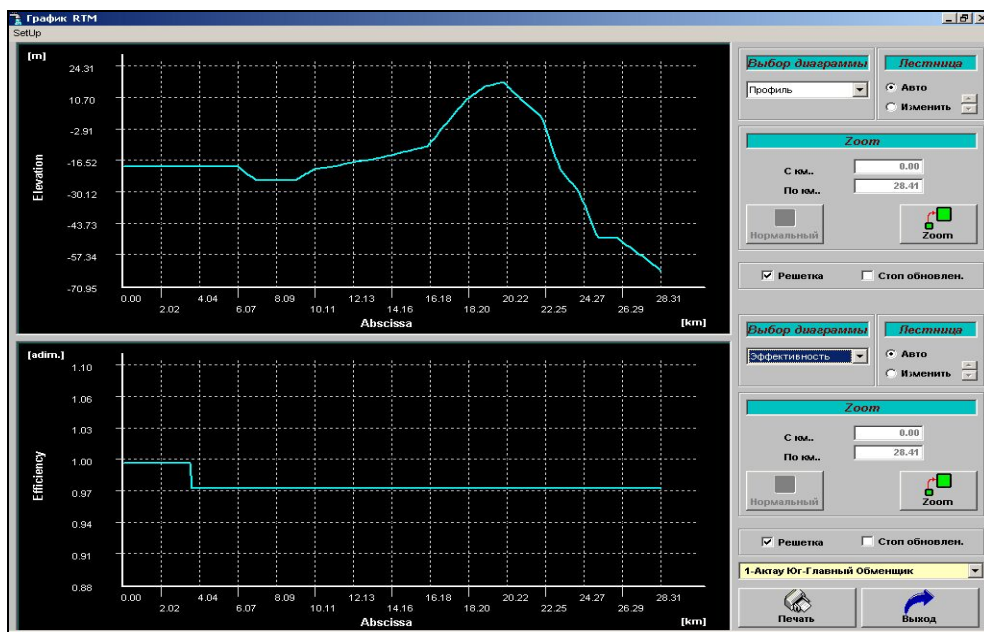 График RTM
SetUp
[m]
24.31
10.70
-2.91
-16.52
-30.12
-43.73
-57.34
-70.95
Elevation
0.00 4.04 8.09 12.13 16.18 20.22 24.27 28.31
2.02 6.07 10.11 14.16 18.20 22.25 26.29
Abscissa [km]
Выбор диаграммы
Профиль
Лестница
Авто
Изменить
Zoom
С км.. 0.00
По км.. 28.41
Нормальный Zoom
Решетка Стоп обновлен.
[adim.]
1.10
1.06
1.03
1.00
0.97
0.94
0.91
0.88
Efficiency
0.00 4.04 8.09 12.13 16.18 20.22 24.27 28.31
2.02 6.07 10.11 14.16 18.20 22.25 26.29
Abscissa [km]
Выбор диаграммы
Эффективность
Лестница
Авто
Изменить
Zoom
С км.. 0.00
По км.. 28.41
Нормальный Zoom
Решетка Стоп обновлен.
1-Актау Юг-Главный Обменщик
Печать Выход